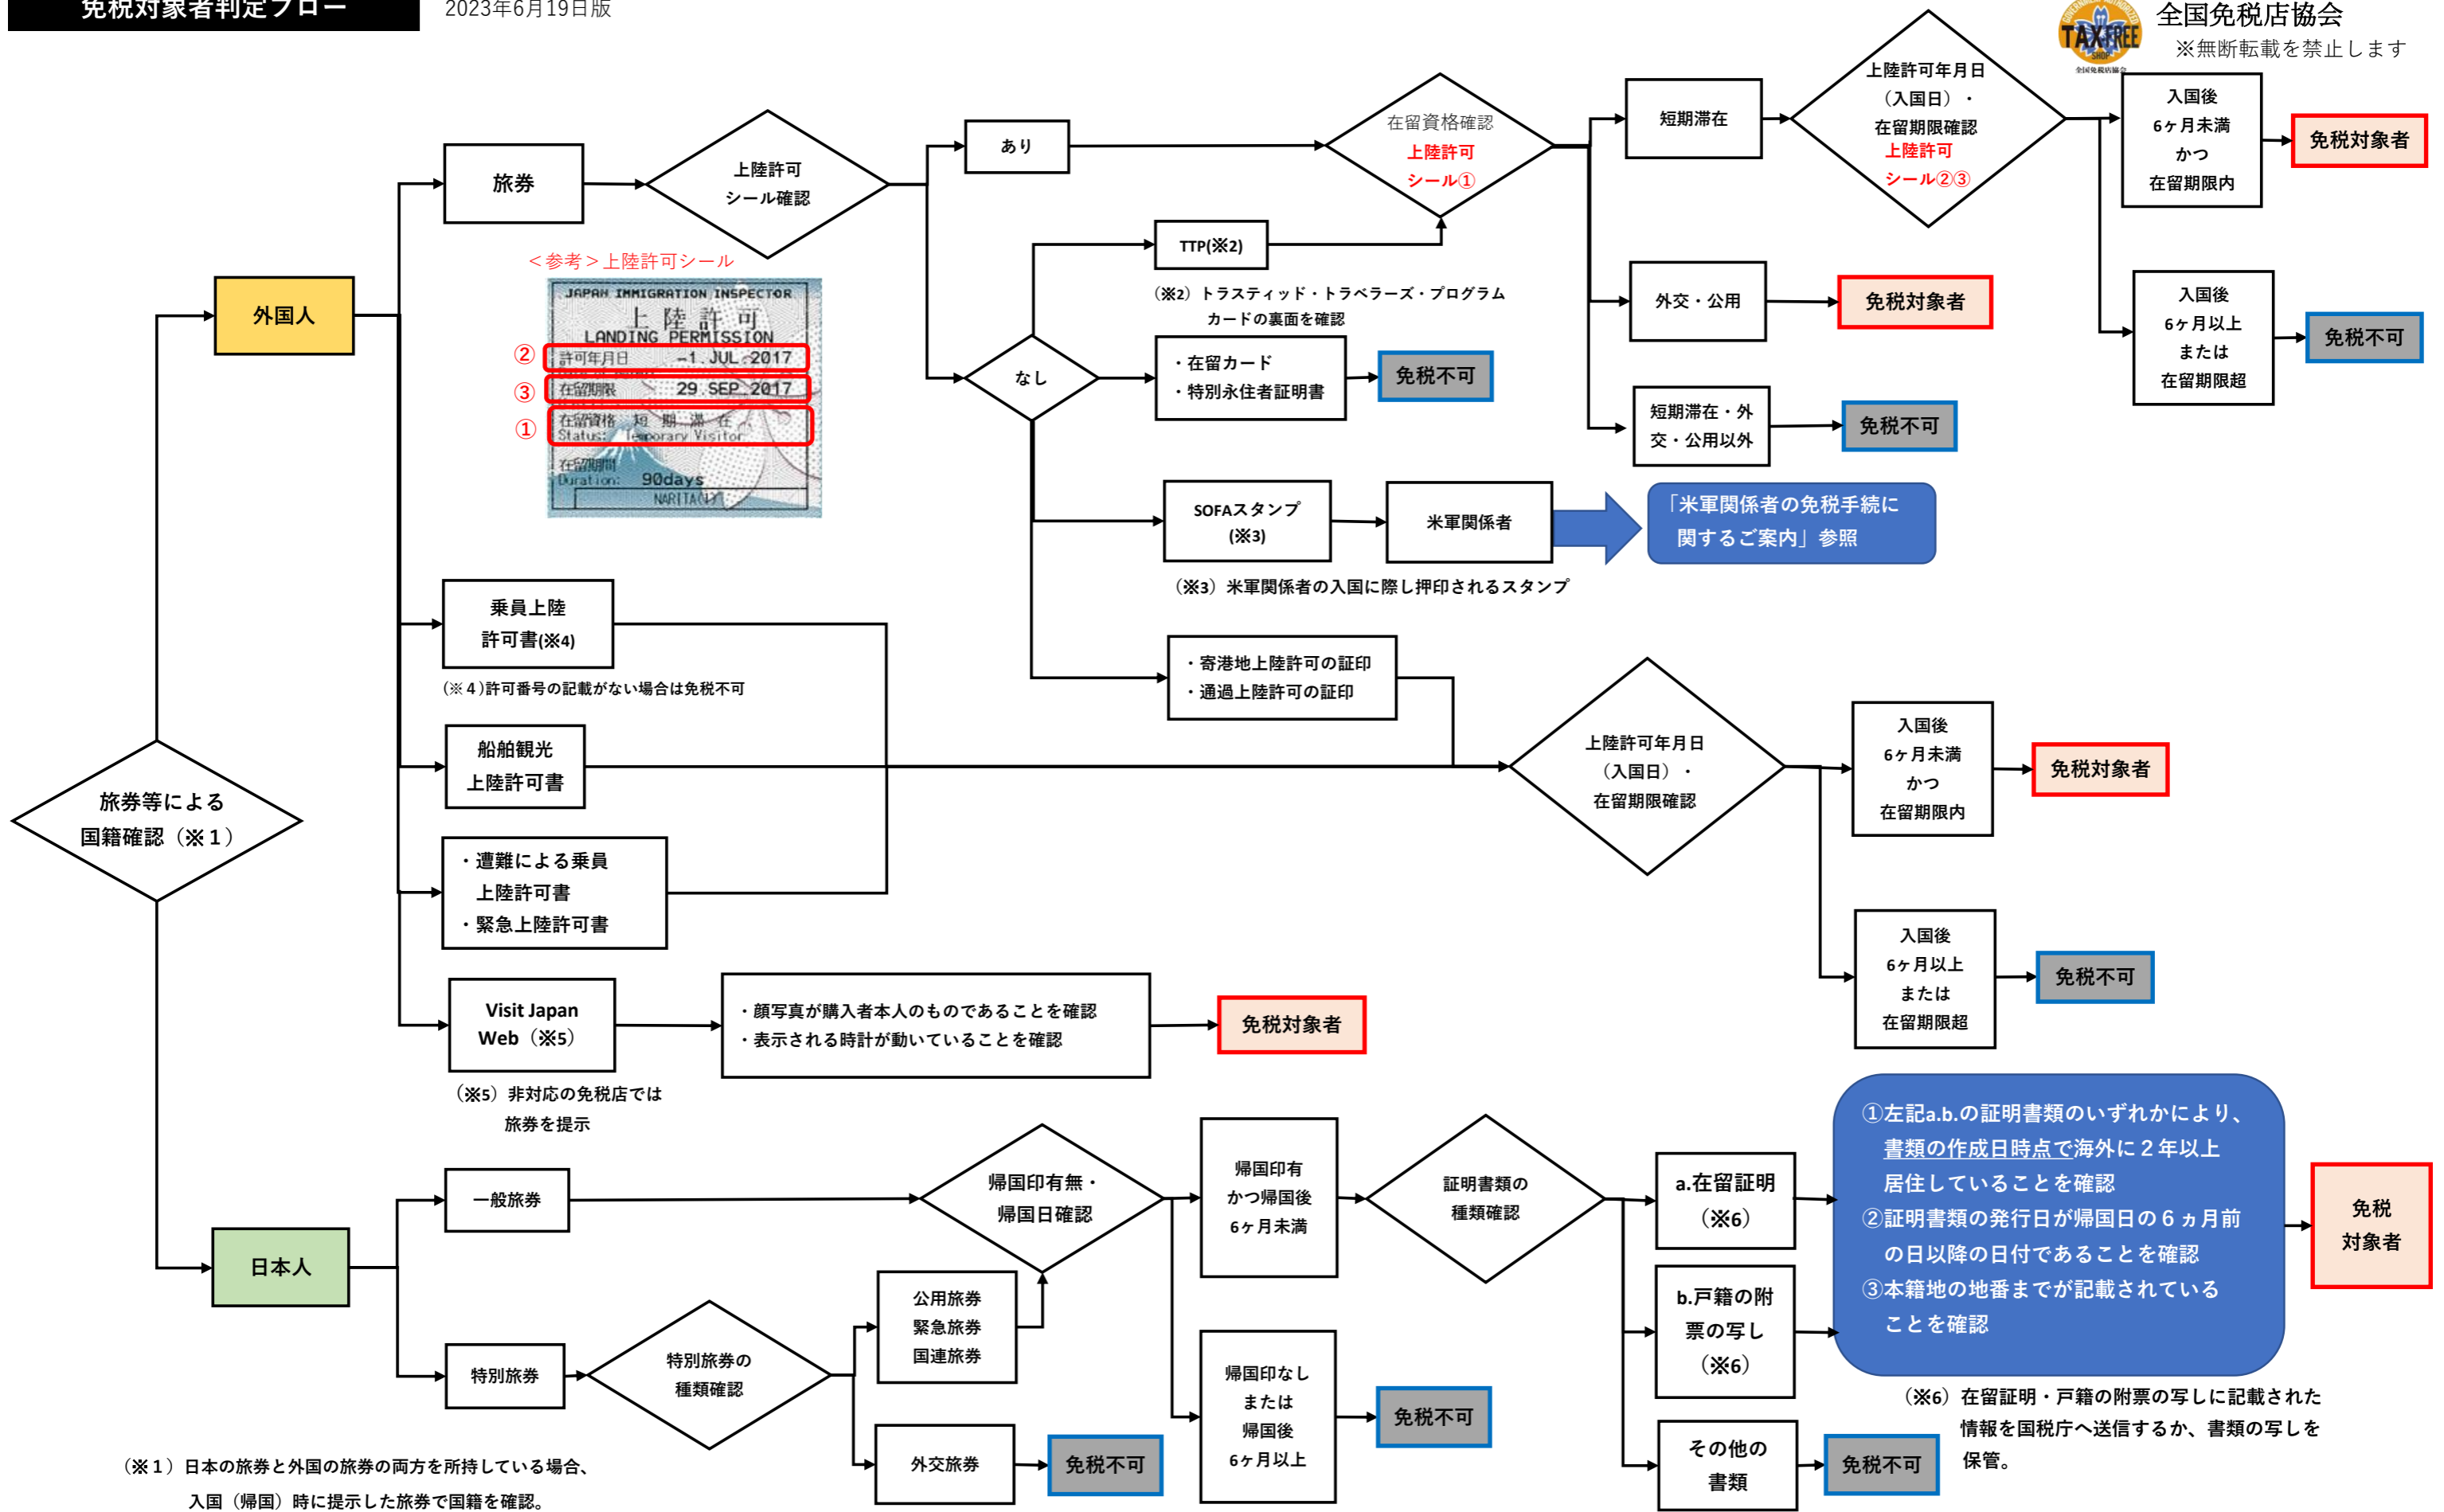 免税対象者判定フロー
2023年6月19日版
GOVERNMENT AUTHORIZED
TAX FREE
SHOP
全国免税店協会
全国免税店協会
※無断転載を禁止します
旅券等による
国籍確認（※１）
外国人
旅券
上陸許可
シール確認
あり
在留資格確認
上陸許可
シール①
短期滞在
上陸許可年月日
（入国日）・
在留期限確認
上陸許可
シール②③
入国後
6ヶ月未満
かつ
在留期限内
免税対象者
入国後
6ヶ月以上
または
在留期限超
免税不可
外交・公用
免税対象者
短期滞在・外
交・公用以外
免税不可
なし
TTP(※2)
（※2）トラスティッド・トラベラーズ・プログラム
カードの裏面を確認
・在留カード
・特別永住者証明書
免税不可
SOFAスタンプ
(※3)
米軍関係者
「米軍関係者の免税手続に
関するご案内」参照
（※3）米軍関係者の入国に際し押印されるスタンプ
・寄港地上陸許可の証印
・通過上陸許可の証印
＜参考＞上陸許可シール
JAPAN IMMIGRATION INSPECTOR
上陸許可
LANDING PERMISSION
②
許可年月日 -1. JUL. 2017
③
在留期限 29. SEP. 2017
①
在留資格 短期滞在
Status: Temporary Visitor
在留期間
Duration: 90days
NARITA(1)
乗員上陸
許可書(※4)
(※４)許可番号の記載がない場合は免税不可
船舶観光
上陸許可書
・遭難による乗員
上陸許可書
・緊急上陸許可書
上陸許可年月日
（入国日）・
在留期限確認
入国後
6ヶ月未満
かつ
在留期限内
免税対象者
入国後
6ヶ月以上
または
在留期限超
免税不可
Visit Japan
Web（※5）
・顔写真が購入者本人のものであることを確認
・表示される時計が動いていることを確認
免税対象者
（※5）非対応の免税店では
旅券を提示
日本人
一般旅券
特別旅券
特別旅券の
種類確認
公用旅券
緊急旅券
国連旅券
外交旅券
免税不可
帰国印有無・
帰国日確認
帰国印有
かつ帰国後
6ヶ月未満
帰国印なし
または
帰国後
6ヶ月以上
免税不可
証明書類の
種類確認
a.在留証明
（※6）
b.戸籍の附
票の写し
（※6）
その他の
書類
免税不可
①左記a.b.の証明書類のいずれかにより、
書類の作成日時点で海外に２年以上
居住していることを確認
②証明書類の発行日が帰国日の６ヵ月前
の日以降の日付であることを確認
③本籍地の地番までが記載されている
ことを確認
免税
対象者
（※6）在留証明・戸籍の附票の写しに記載された
情報を国税庁へ送信するか、書類の写しを
保管。
（※１）日本の旅券と外国の旅券の両方を所持している場合、
入国（帰国）時に提示した旅券で国籍を確認。